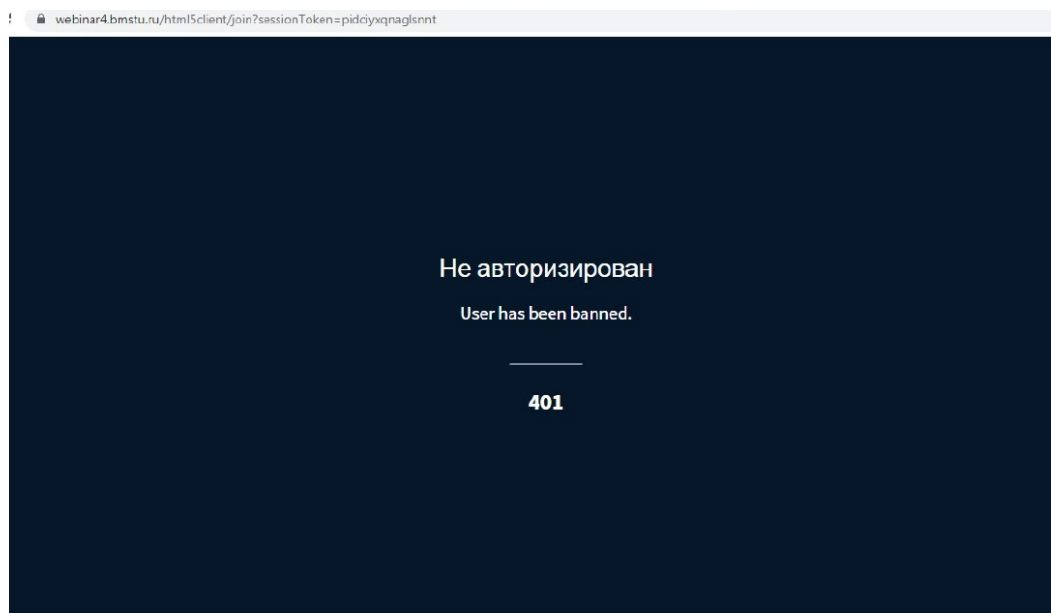 webinar4.bmstu.ru/html5client/join?sessionToken=pidciyxqnaglsnnt
Не авторизирован
User has been banned.
401